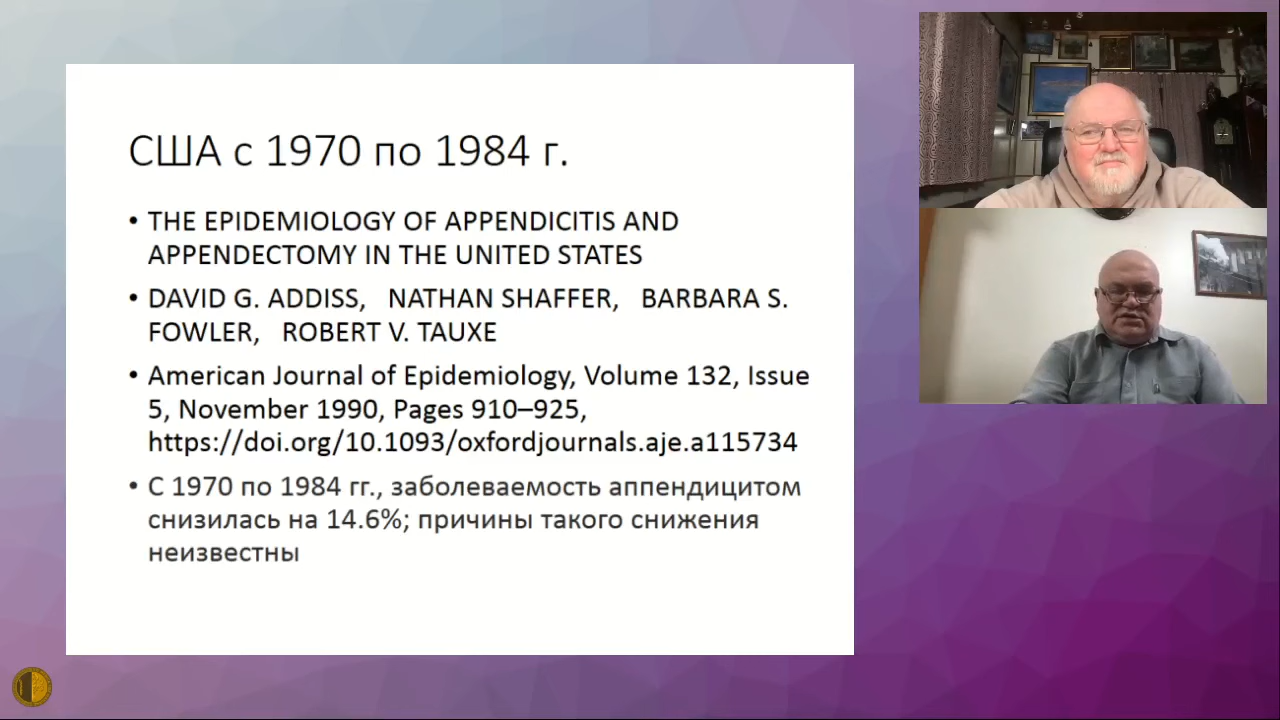 США с 1970 по 1984 г.
• THE EPIDEMIOLOGY OF APPENDICITIS AND
APPENDECTOMY IN THE UNITED STATES
• DAVID G. ADDISS, NATHAN SHAFFER, BARBARA S.
FOWLER, ROBERT V. TAUXE
• American Journal of Epidemiology, Volume 132, Issue
5, November 1990, Pages 910–925,
https://doi.org/10.1093/oxfordjournals.aje.a115734
• С 1970 по 1984 гг., заболеваемость аппендицитом
снизилась на 14.6%; причины такого снижения
неизвестны